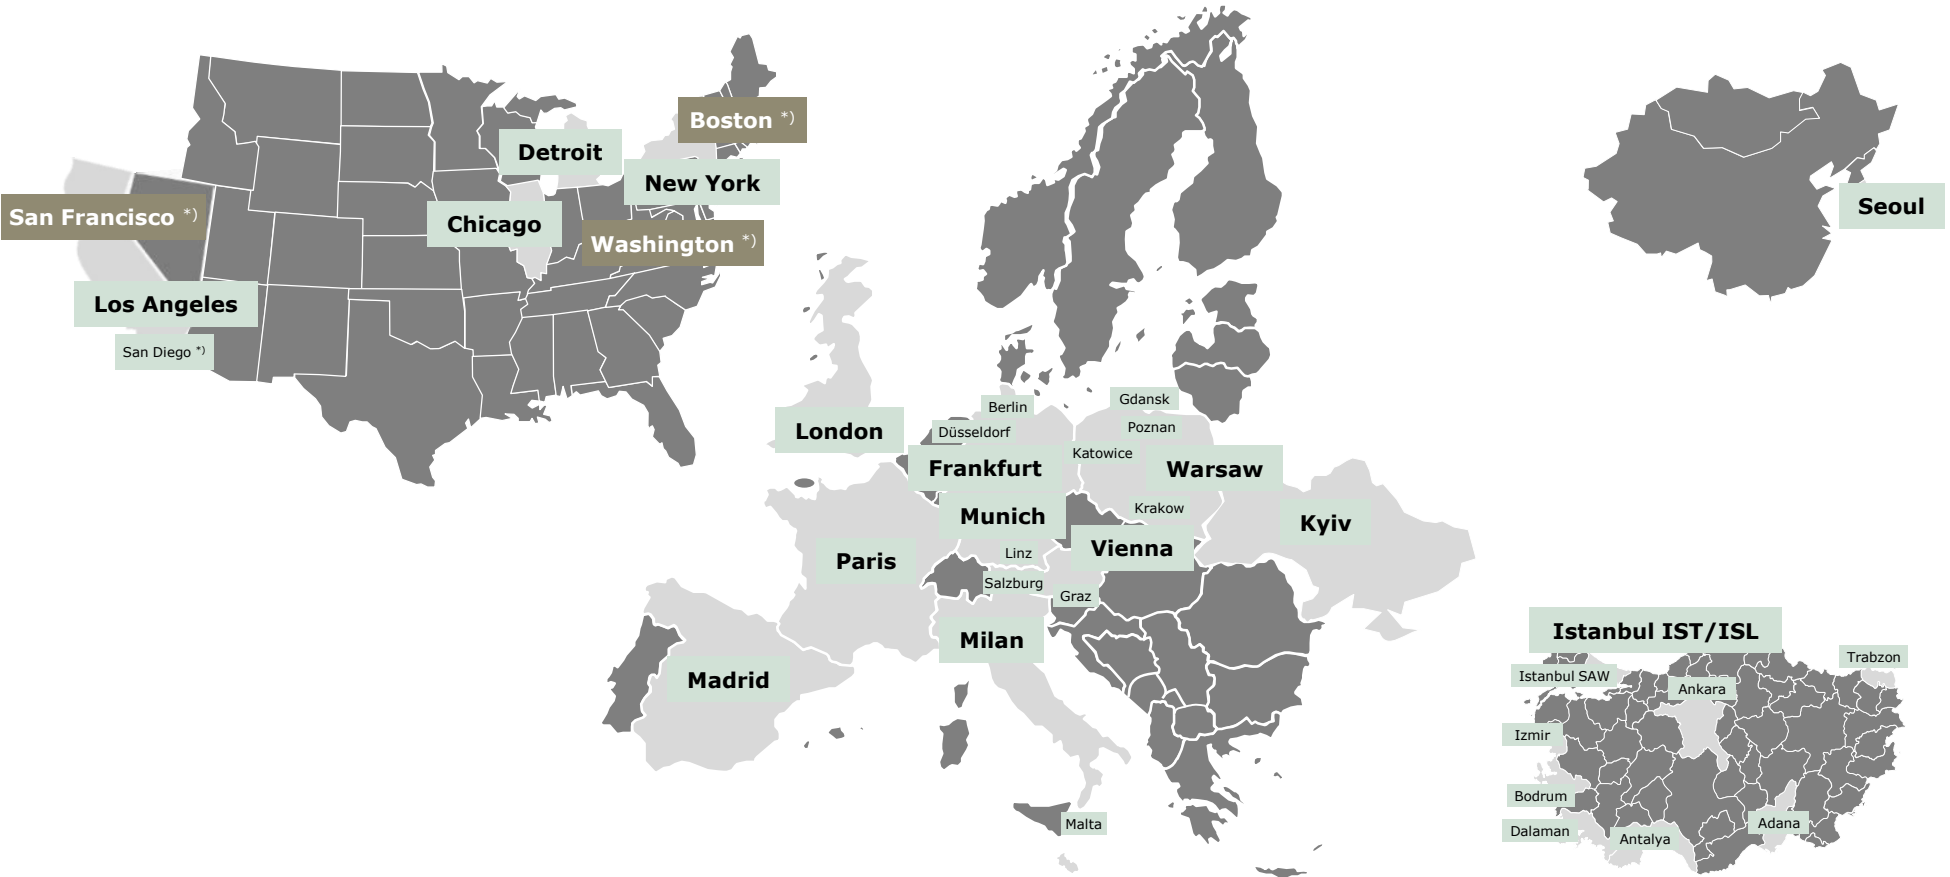 Boston *)
Detroit
New York
San Francisco *)
Chicago
Washington *)
Los Angeles
San Diego *)
Seoul
Berlin
Gdansk
London
Düsseldorf
Poznan
Katowice
Frankfurt
Warsaw
Munich
Krakow
Kyiv
Vienna
Linz
Paris
Salzburg
Graz
Milan
Madrid
Malta
Istanbul IST/ISL
Trabzon
Istanbul SAW
Ankara
Izmir
Bodrum
Dalaman
Antalya
Adana